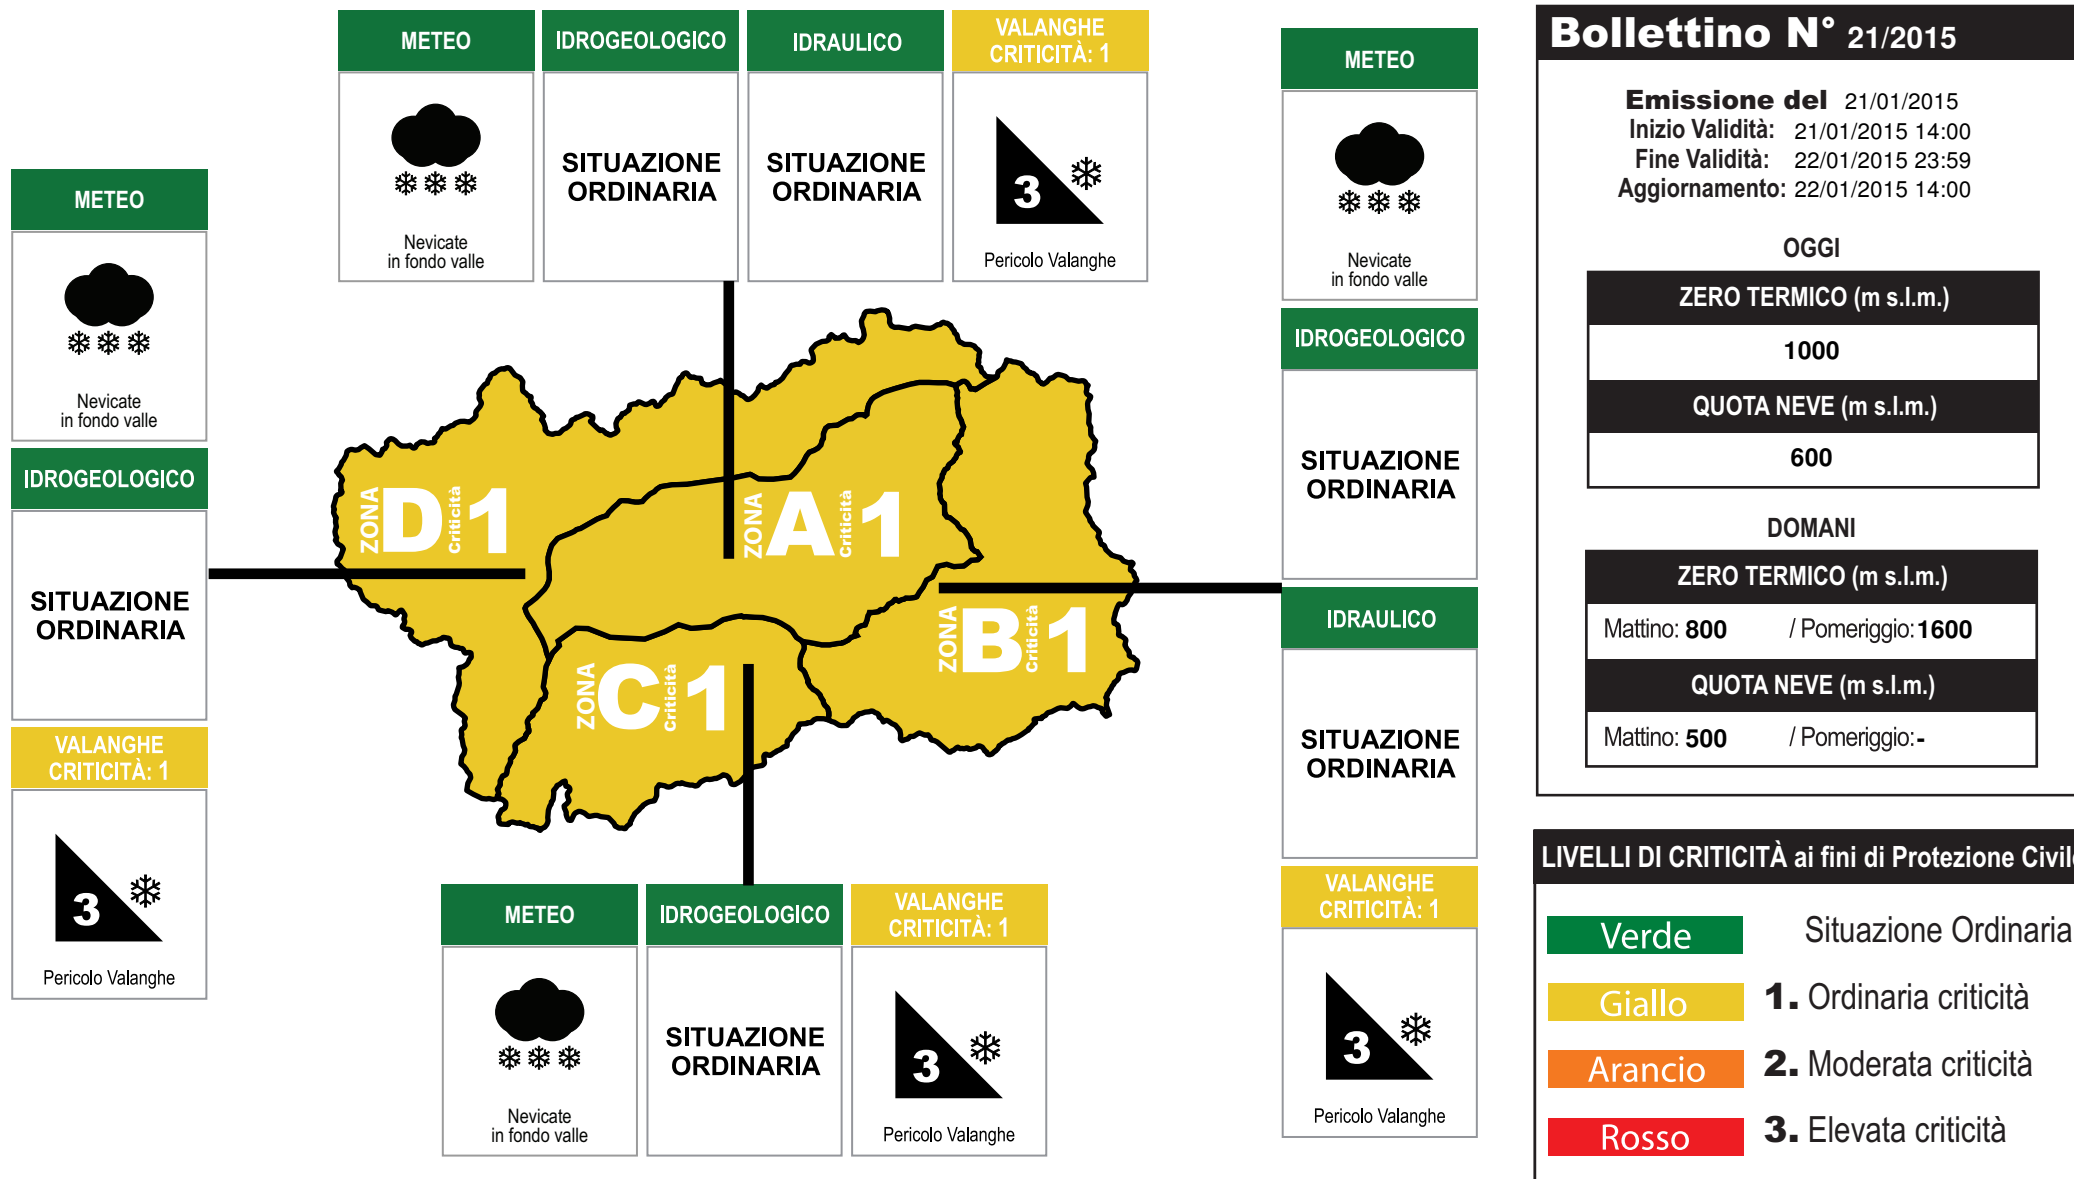 METEO
Nevicate
in fondo valle
IDROGEOLOGICO
SITUAZIONE
ORDINARIA
IDRAULICO
SITUAZIONE
ORDINARIA
VALANGHE
CRITICITÀ: 1
3
Pericolo Valanghe
METEO
Nevicate
in fondo valle
IDROGEOLOGICO
SITUAZIONE
ORDINARIA
VALANGHE
CRITICITÀ: 1
3
Pericolo Valanghe
ZONA D Criticità 1
ZONA A Criticità 1
ZONA B Criticità 1
ZONA C Criticità 1
METEO
Nevicate
in fondo valle
IDROGEOLOGICO
SITUAZIONE
ORDINARIA
VALANGHE
CRITICITÀ: 1
3
Pericolo Valanghe
METEO
Nevicate
in fondo valle
IDROGEOLOGICO
SITUAZIONE
ORDINARIA
IDRAULICO
SITUAZIONE
ORDINARIA
VALANGHE
CRITICITÀ: 1
3
Pericolo Valanghe
Bollettino N° 21/2015
Emissione del 21/01/2015
Inizio Validità: 21/01/2015 14:00
Fine Validità: 22/01/2015 23:59
Aggiornamento: 22/01/2015 14:00
OGGI
ZERO TERMICO (m s.l.m.)
1000
QUOTA NEVE (m s.l.m.)
600
DOMANI
ZERO TERMICO (m s.l.m.)
Mattino: 800 / Pomeriggio: 1600
QUOTA NEVE (m s.l.m.)
Mattino: 500 / Pomeriggio: -
LIVELLI DI CRITICITÀ ai fini di Protezione Civile
Verde Situazione Ordinaria
Giallo 1. Ordinaria criticità
Arancio 2. Moderata criticità
Rosso 3. Elevata criticità